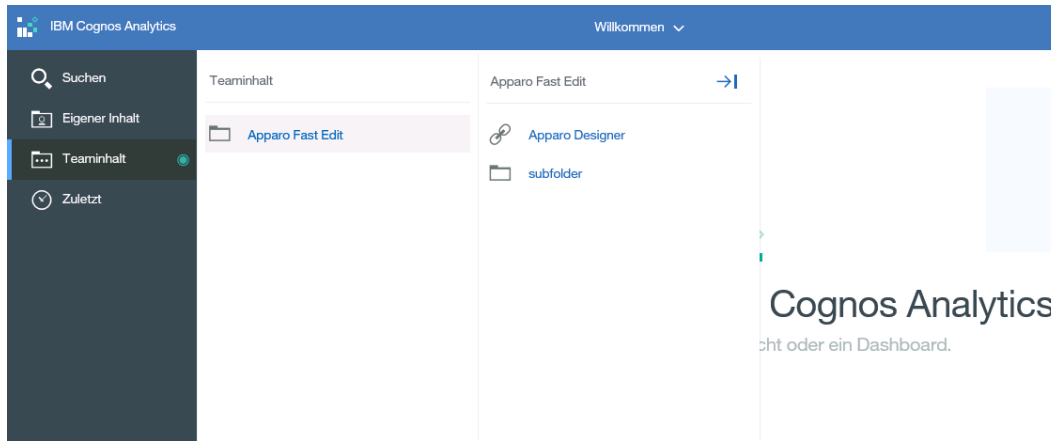 IBM Cognos Analytics
Willkommen
Suchen
Eigener Inhalt
Teaminhalt
Zuletzt
Teaminhalt
Apparo Fast Edit
Apparo Fast Edit
Apparo Designer
subfolder
Cognos Analytics
cht oder ein Dashboard.